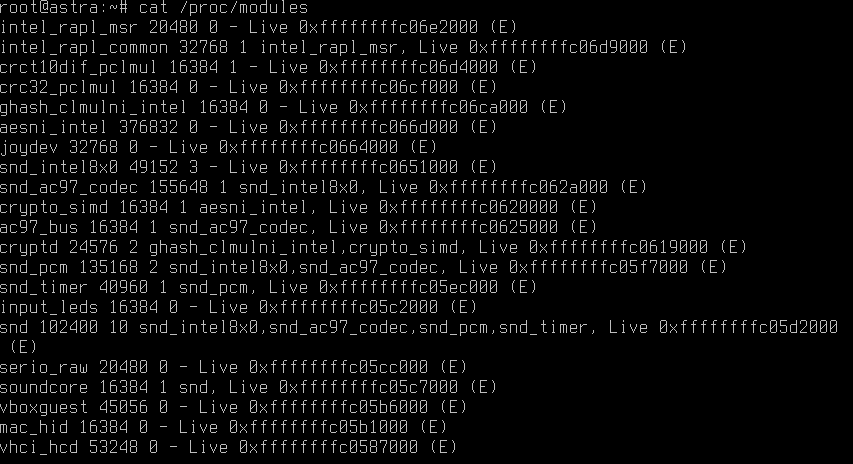 root@astra:~# cat /proc/modules
intel_rapl_msr 20480 0 - Live 0xffffffffc06e2000 (E)
intel_rapl_common 32768 1 intel_rapl_msr, Live 0xffffffffc06d9000 (E)
crct10dif_pclmul 16384 1 - Live 0xffffffffc06d4000 (E)
crc32_pclmul 16384 0 - Live 0xffffffffc06cf000 (E)
ghash_clmulni_intel 16384 0 - Live 0xffffffffc06ca000 (E)
aesni_intel 376832 0 - Live 0xffffffffc066d000 (E)
joydev 32768 0 - Live 0xffffffffc0664000 (E)
snd_intel8x0 49152 3 - Live 0xffffffffc0651000 (E)
snd_ac97_codec 155648 1 snd_intel8x0, Live 0xffffffffc062a000 (E)
crypto_simd 16384 1 aesni_intel, Live 0xffffffffc0620000 (E)
ac97_bus 16384 1 snd_ac97_codec, Live 0xffffffffc0625000 (E)
cryptd 24576 2 ghash_clmulni_intel,crypto_simd, Live 0xffffffffc0619000 (E)
snd_pcm 135168 2 snd_intel8x0,snd_ac97_codec, Live 0xffffffffc05f7000 (E)
snd_timer 40960 1 snd_pcm, Live 0xffffffffc05ec000 (E)
input_leds 16384 0 - Live 0xffffffffc05c2000 (E)
snd 102400 10 snd_intel8x0,snd_ac97_codec,snd_pcm,snd_timer, Live 0xffffffffc05d2000
(E)
serio_raw 20480 0 - Live 0xffffffffc05cc000 (E)
soundcore 16384 1 snd, Live 0xffffffffc05c7000 (E)
vboxguest 45056 0 - Live 0xffffffffc05b6000 (E)
mac_hid 16384 0 - Live 0xffffffffc05b1000 (E)
vhci_hcd 53248 0 - Live 0xffffffffc0587000 (E)